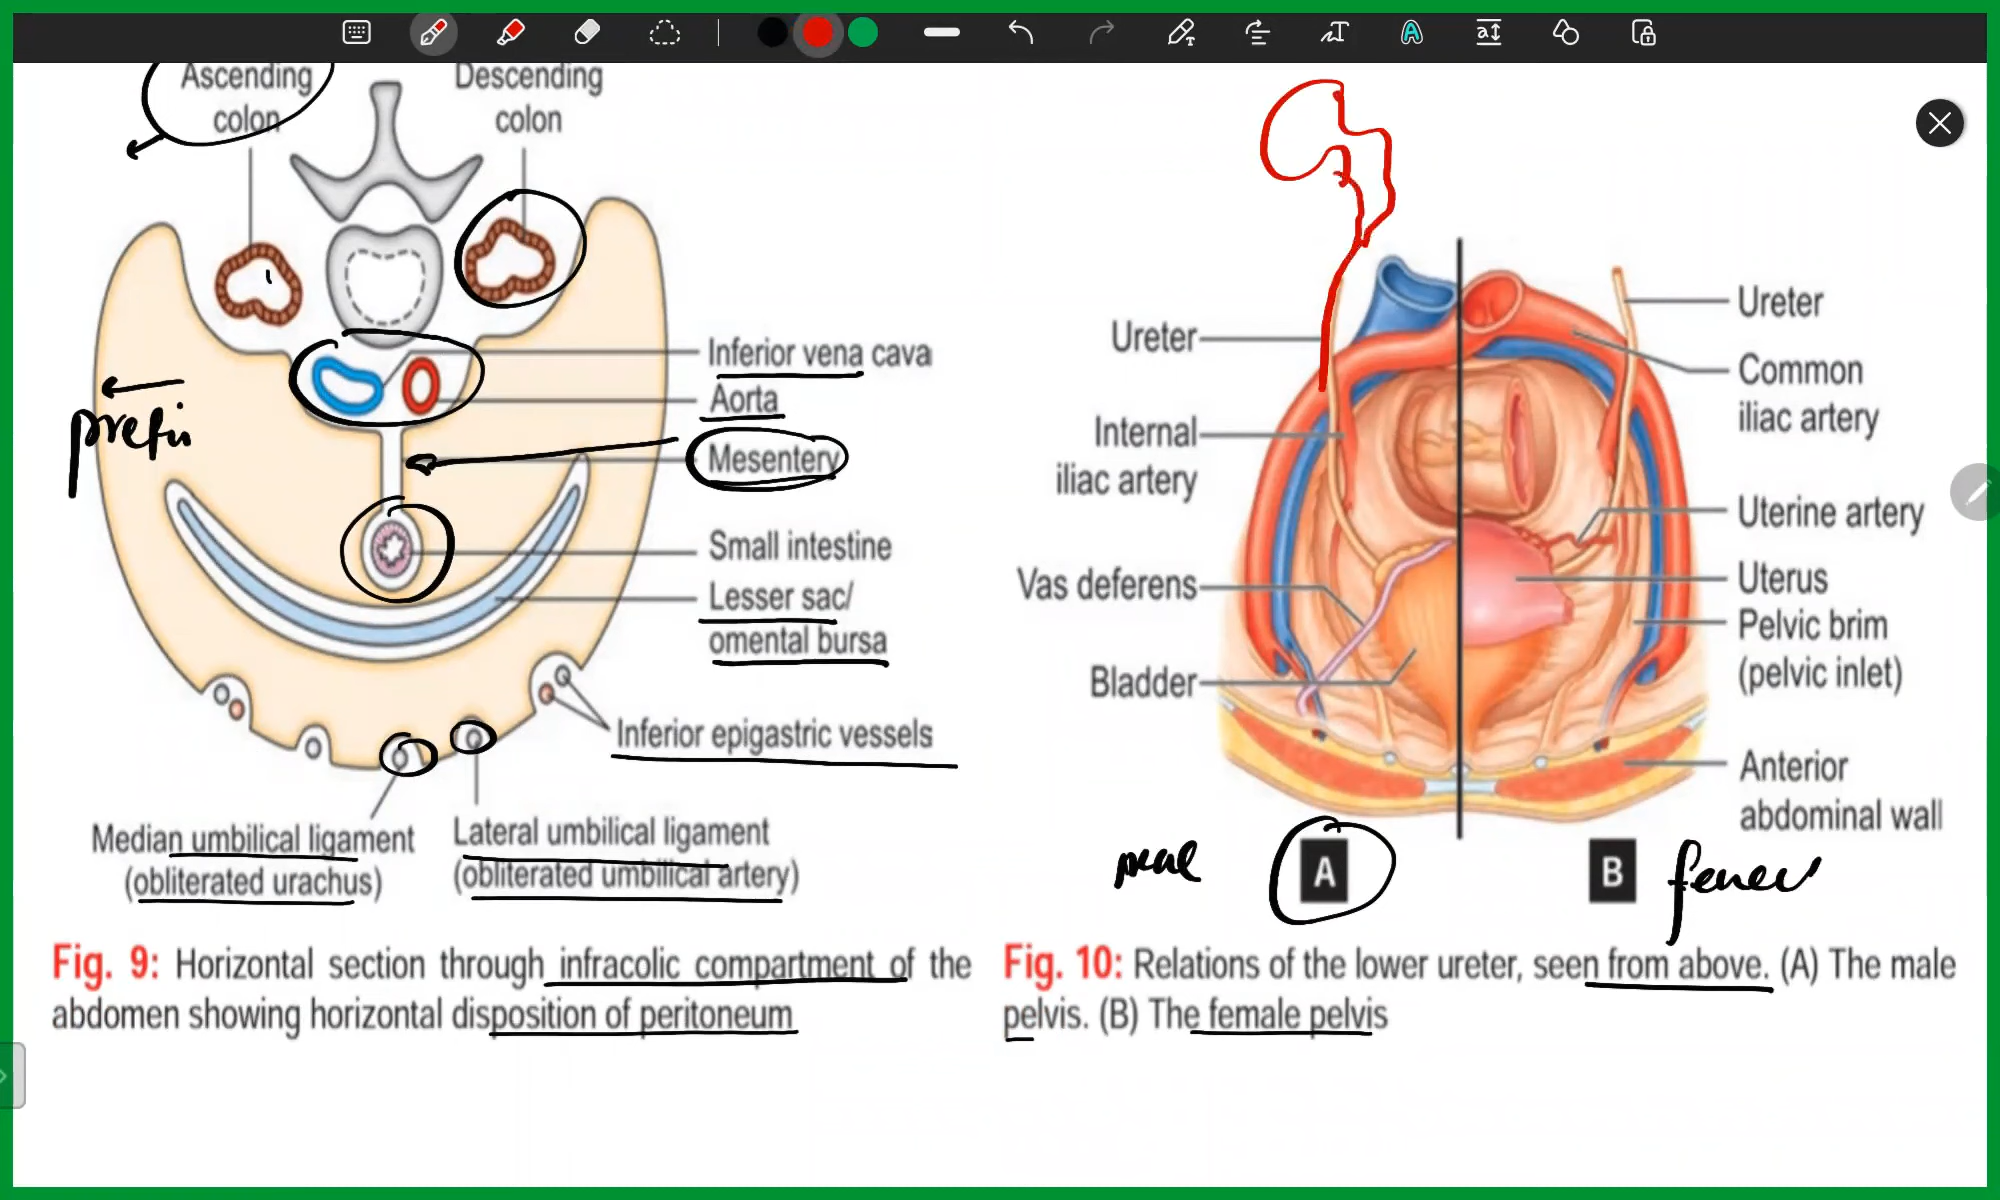 Ascending
colon
Descending
colon
Inferior vena cava
Aorta
Mesentery
Small intestine
Lesser sac/
omental bursa
Inferior epigastric vessels
Median umbilical ligament
(obliterated urachus)
Lateral umbilical ligament
(obliterated umbilical artery)
Fig. 9: Horizontal section through infracolic compartment of the
abdomen showing horizontal disposition of peritoneum
Ureter
Internal
iliac artery
Vas deferens
Bladder
Ureter
Common
iliac artery
Uterine artery
Uterus
Pelvic brim
(pelvic inlet)
Anterior
abdominal wall
A
B
Fig. 10: Relations of the lower ureter, seen from above. (A) The male
pelvis. (B) The female pelvis